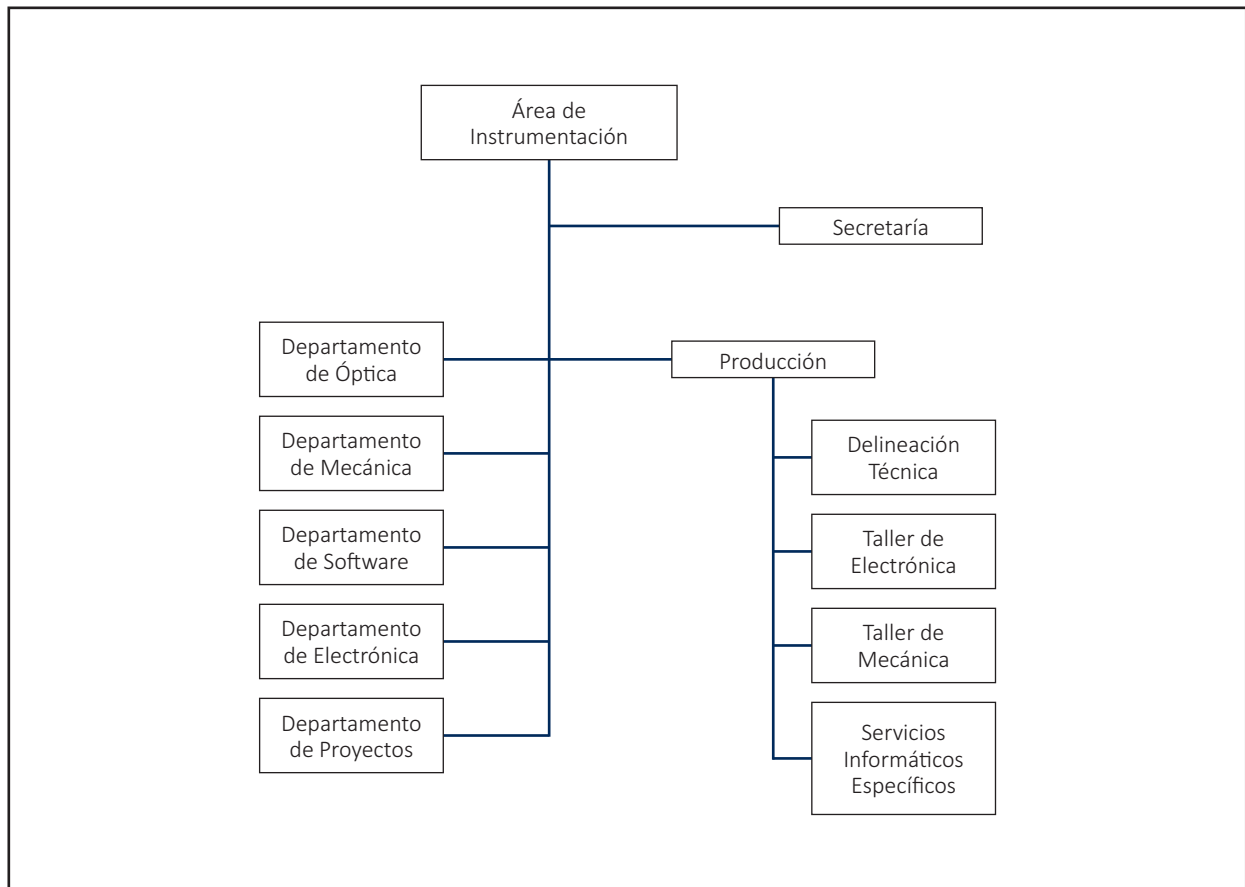 Área de
Instrumentación
Secretaría
Departamento
de Óptica
Departamento
de Mecánica
Departamento
de Software
Departamento
de Electrónica
Departamento
de Proyectos
Producción
Delineación
Técnica
Taller de
Electrónica
Taller de
Mecánica
Servicios
Informáticos
Específicos